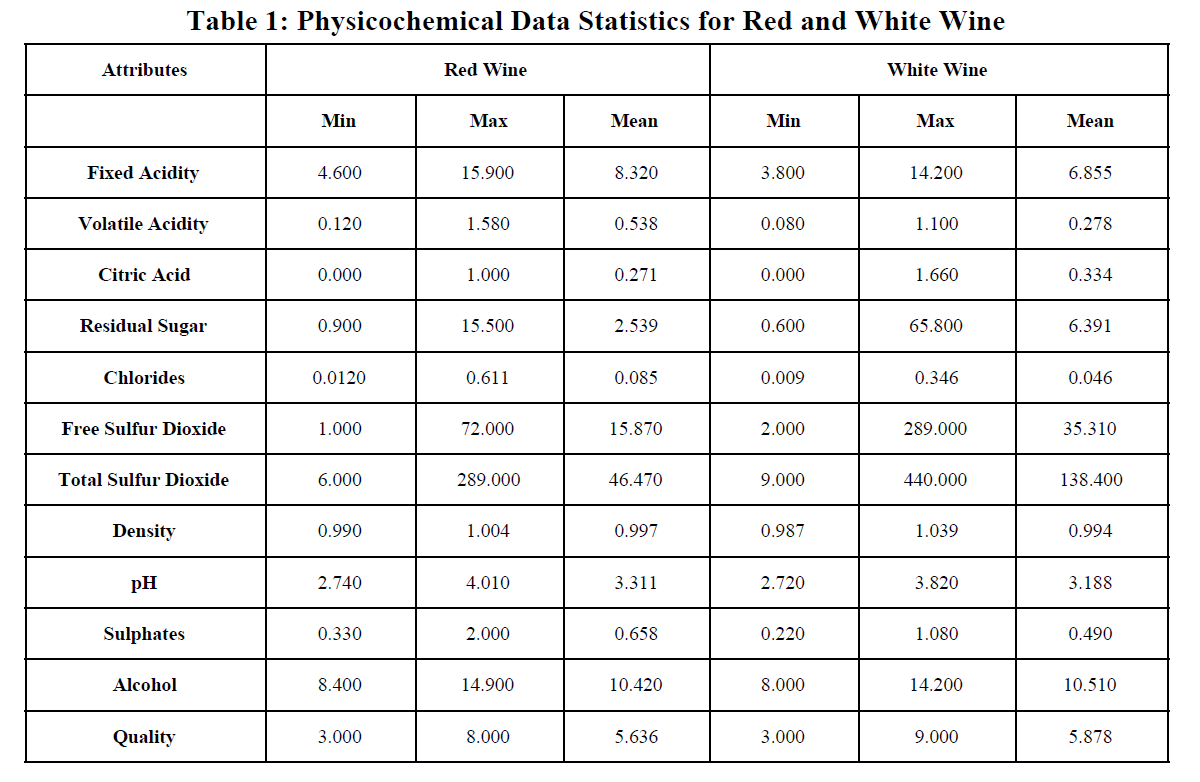 Table 1: Physicochemical Data Statistics for Red and White Wine
Attributes Red Wine White Wine
Min Max Mean Min Max Mean
Fixed Acidity 4.600 15.900 8.320 3.800 14.200 6.855
Volatile Acidity 0.120 1.580 0.538 0.080 1.100 0.278
Citric Acid 0.000 1.000 0.271 0.000 1.660 0.334
Residual Sugar 0.900 15.500 2.539 0.600 65.800 6.391
Chlorides 0.0120 0.611 0.085 0.009 0.346 0.046
Free Sulfur Dioxide 1.000 72.000 15.870 2.000 289.000 35.310
Total Sulfur Dioxide 6.000 289.000 46.470 9.000 440.000 138.400
Density 0.990 1.004 0.997 0.987 1.039 0.994
pH 2.740 4.010 3.311 2.720 3.820 3.188
Sulphates 0.330 2.000 0.658 0.220 1.080 0.490
Alcohol 8.400 14.900 10.420 8.000 14.200 10.510
Quality 3.000 8.000 5.636 3.000 9.000 5.878